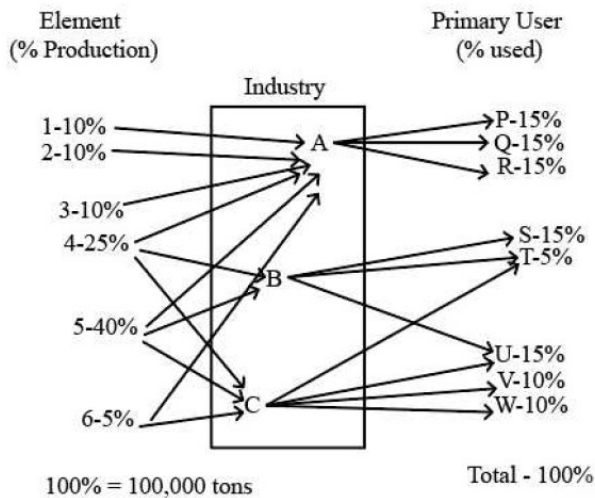 Element
(% Production)
Primary User
(% used)
Industry
1-10%
2-10%
3-10%
4-25%
5-40%
6-5%
A
B
C
P-15%
Q-15%
R-15%
S-15%
T-5%
U-15%
V-10%
W-10%
100% = 100,000 tons
Total - 100%